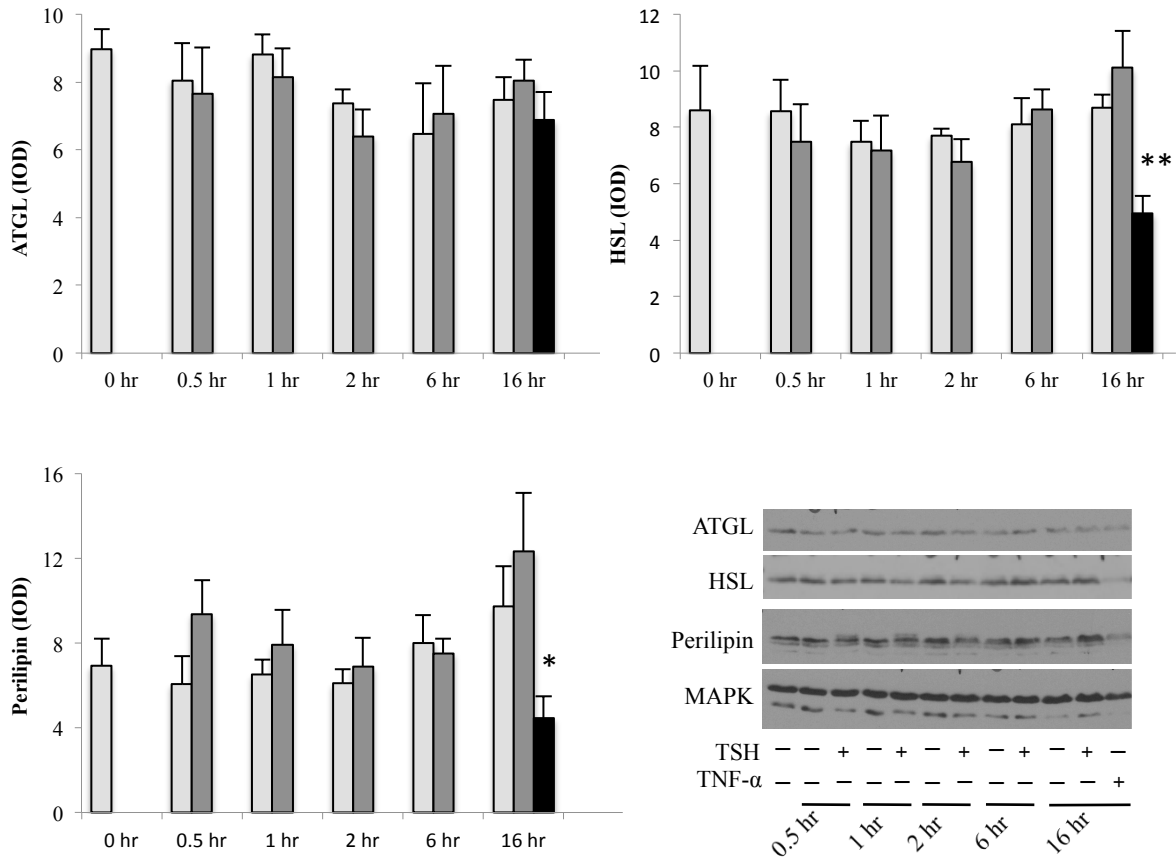 10
8
6
4
2
0
ATGL (IOD)
0 hr 0.5 hr 1 hr 2 hr 6 hr 16 hr
12
10
8
6
4
2
0
HSL (IOD)
**
0 hr 0.5 hr 1 hr 2 hr 6 hr 16 hr
16
12
8
4
0
Perilipin (IOD)
*
0 hr 0.5 hr 1 hr 2 hr 6 hr 16 hr
ATGL
HSL
Perilipin
MAPK
TSH – – + – + – + – + – + –
TNF-α – – – – – – – – – – – +
0.5 hr 1 hr 2 hr 6 hr 16 hr